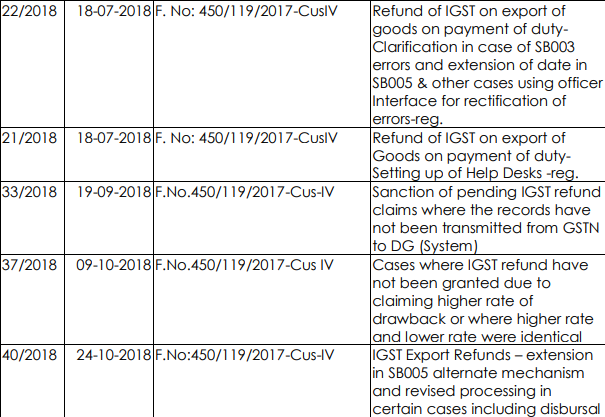 22/2018 18-07-2018 F. No: 450/119/2017-CusIV Refund of IGST on export of
goods on payment of duty-
Clarification in case of SB003
errors and extension of date in
SB005 & other cases using officer
Interface for rectification of
errors-reg.
21/2018 18-07-2018 F. No: 450/119/2017-CusIV Refund of IGST on export of
Goods on payment of duty-
Setting up of Help Desks -reg.
33/2018 19-09-2018 F.No.450/119/2017-Cus-IV Sanction of pending IGST refund
claims where the records have
not been transmitted from GSTN
to DG (System)
37/2018 09-10-2018 F.No.450/119/2017-Cus IV Cases where IGST refund have
not been granted due to
claiming higher rate of
drawback or where higher rate
and lower rate were identical
40/2018 24-10-2018 F.No:450/119/2017-Cus-IV IGST Export Refunds – extension
in SB005 alternate mechanism
and revised processing in
certain cases including disbursal